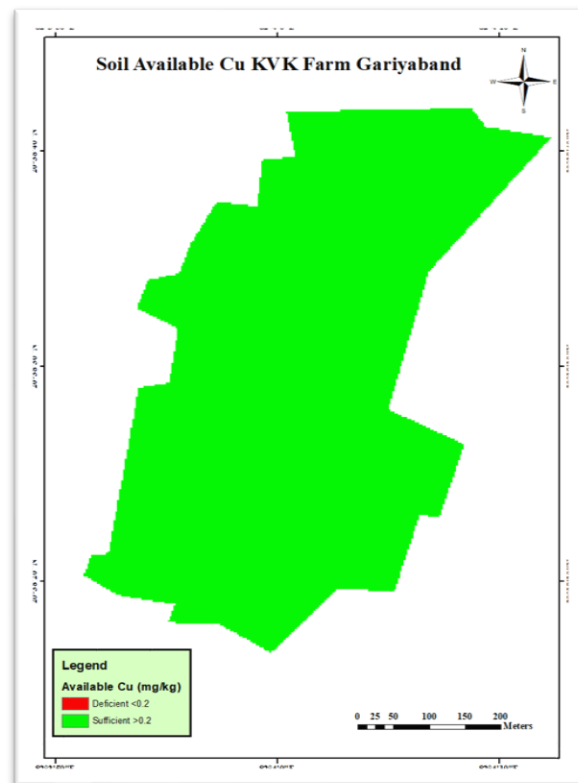 Soil Available Cu KVK Farm Gariyaband
N
W E
S
Legend
Available Cu (mg/kg)
Deficient <0.2
Sufficient >0.2
0 25 50 100 150 200
Meters